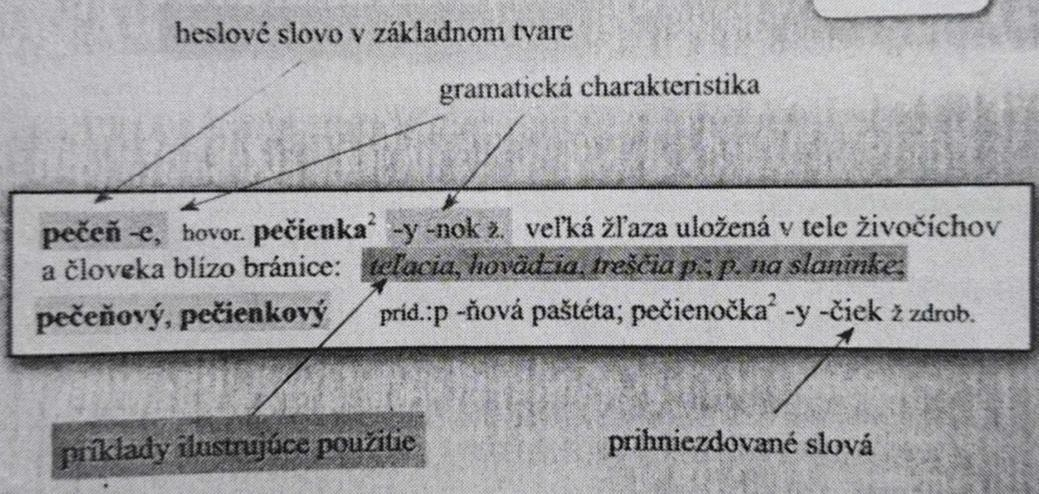 heslové slovo v základnom tvare
gramatická charakteristika
pečeň -e, hovor. pečienka² -y -nok ž. veľká žľaza uložená v tele živočíchov
a človeka blízo bránice: teľacia, hovädzia, treščia p.; p. na slaninke;
pečeňový, pečienkový príd.:p -ňová paštéta; pečienočka² -y -čiek ž zdrob.
príklady ilustrujúce použitie
prihniezdované slová